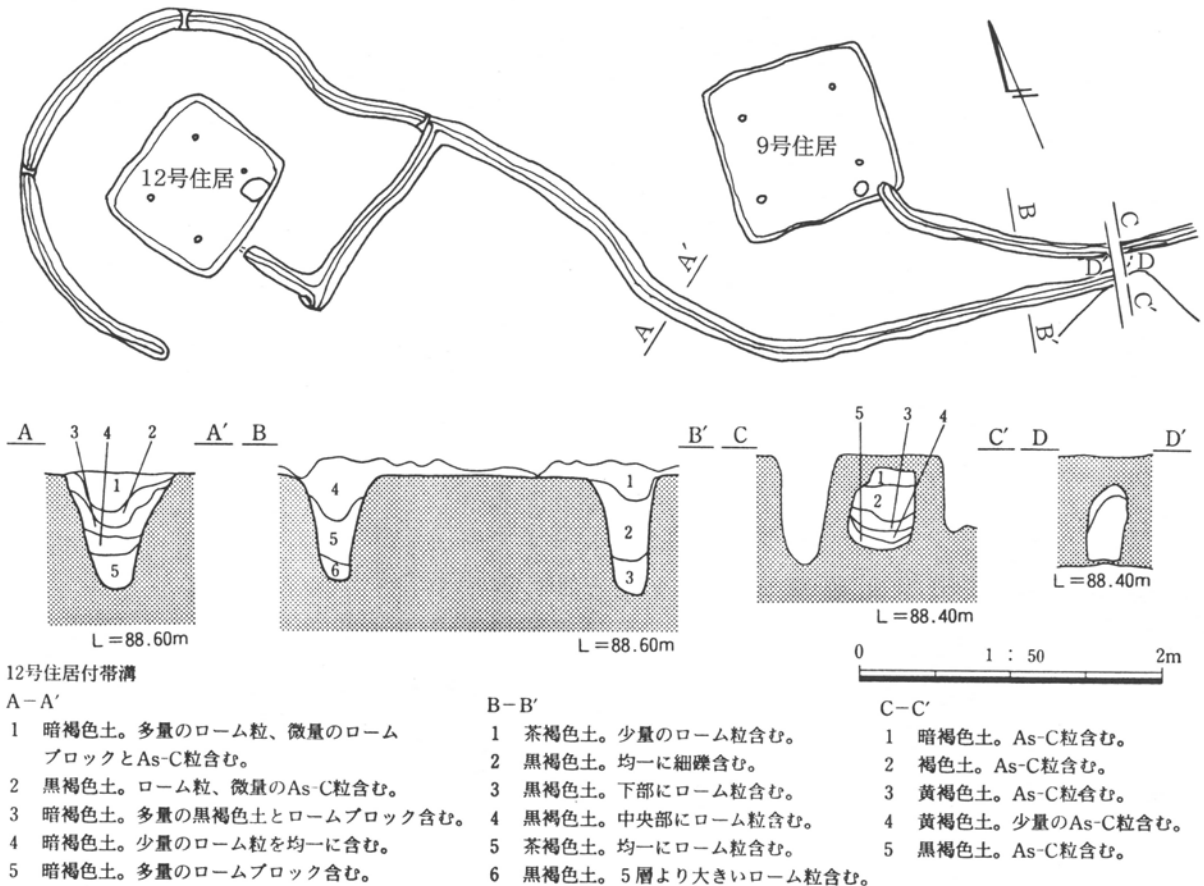 12号住居
9号住居
A
A′
B
B′
C
C′
D
D′
A
A′
B
B′
C
C′
D
D′
3
4
2
1
5
L=88.60m
4
5
6
1
2
3
L=88.60m
5
3
4
1
2
L=88.40m
L=88.40m
0
1 : 50
2m
12号住居付帯溝
A-A′
1 暗褐色土。多量のローム粒、微量のローム
ブロックとAs-C粒含む。
2 黒褐色土。ローム粒、微量のAs-C粒含む。
3 暗褐色土。多量の黒褐色土とロームブロック含む。
4 暗褐色土。少量のローム粒を均一に含む。
5 暗褐色土。多量のロームブロック含む。
B-B′
1 茶褐色土。少量のローム粒含む。
2 黒褐色土。均一に細礫含む。
3 黒褐色土。下部にローム粒含む。
4 黒褐色土。中央部にローム粒含む。
5 茶褐色土。均一にローム粒含む。
6 黒褐色土。5層より大きいローム粒含む。
C-C′
1 暗褐色土。As-C粒含む。
2 褐色土。As-C粒含む。
3 黄褐色土。As-C粒含む。
4 黄褐色土。少量のAs-C粒含む。
5 黒褐色土。As-C粒含む。